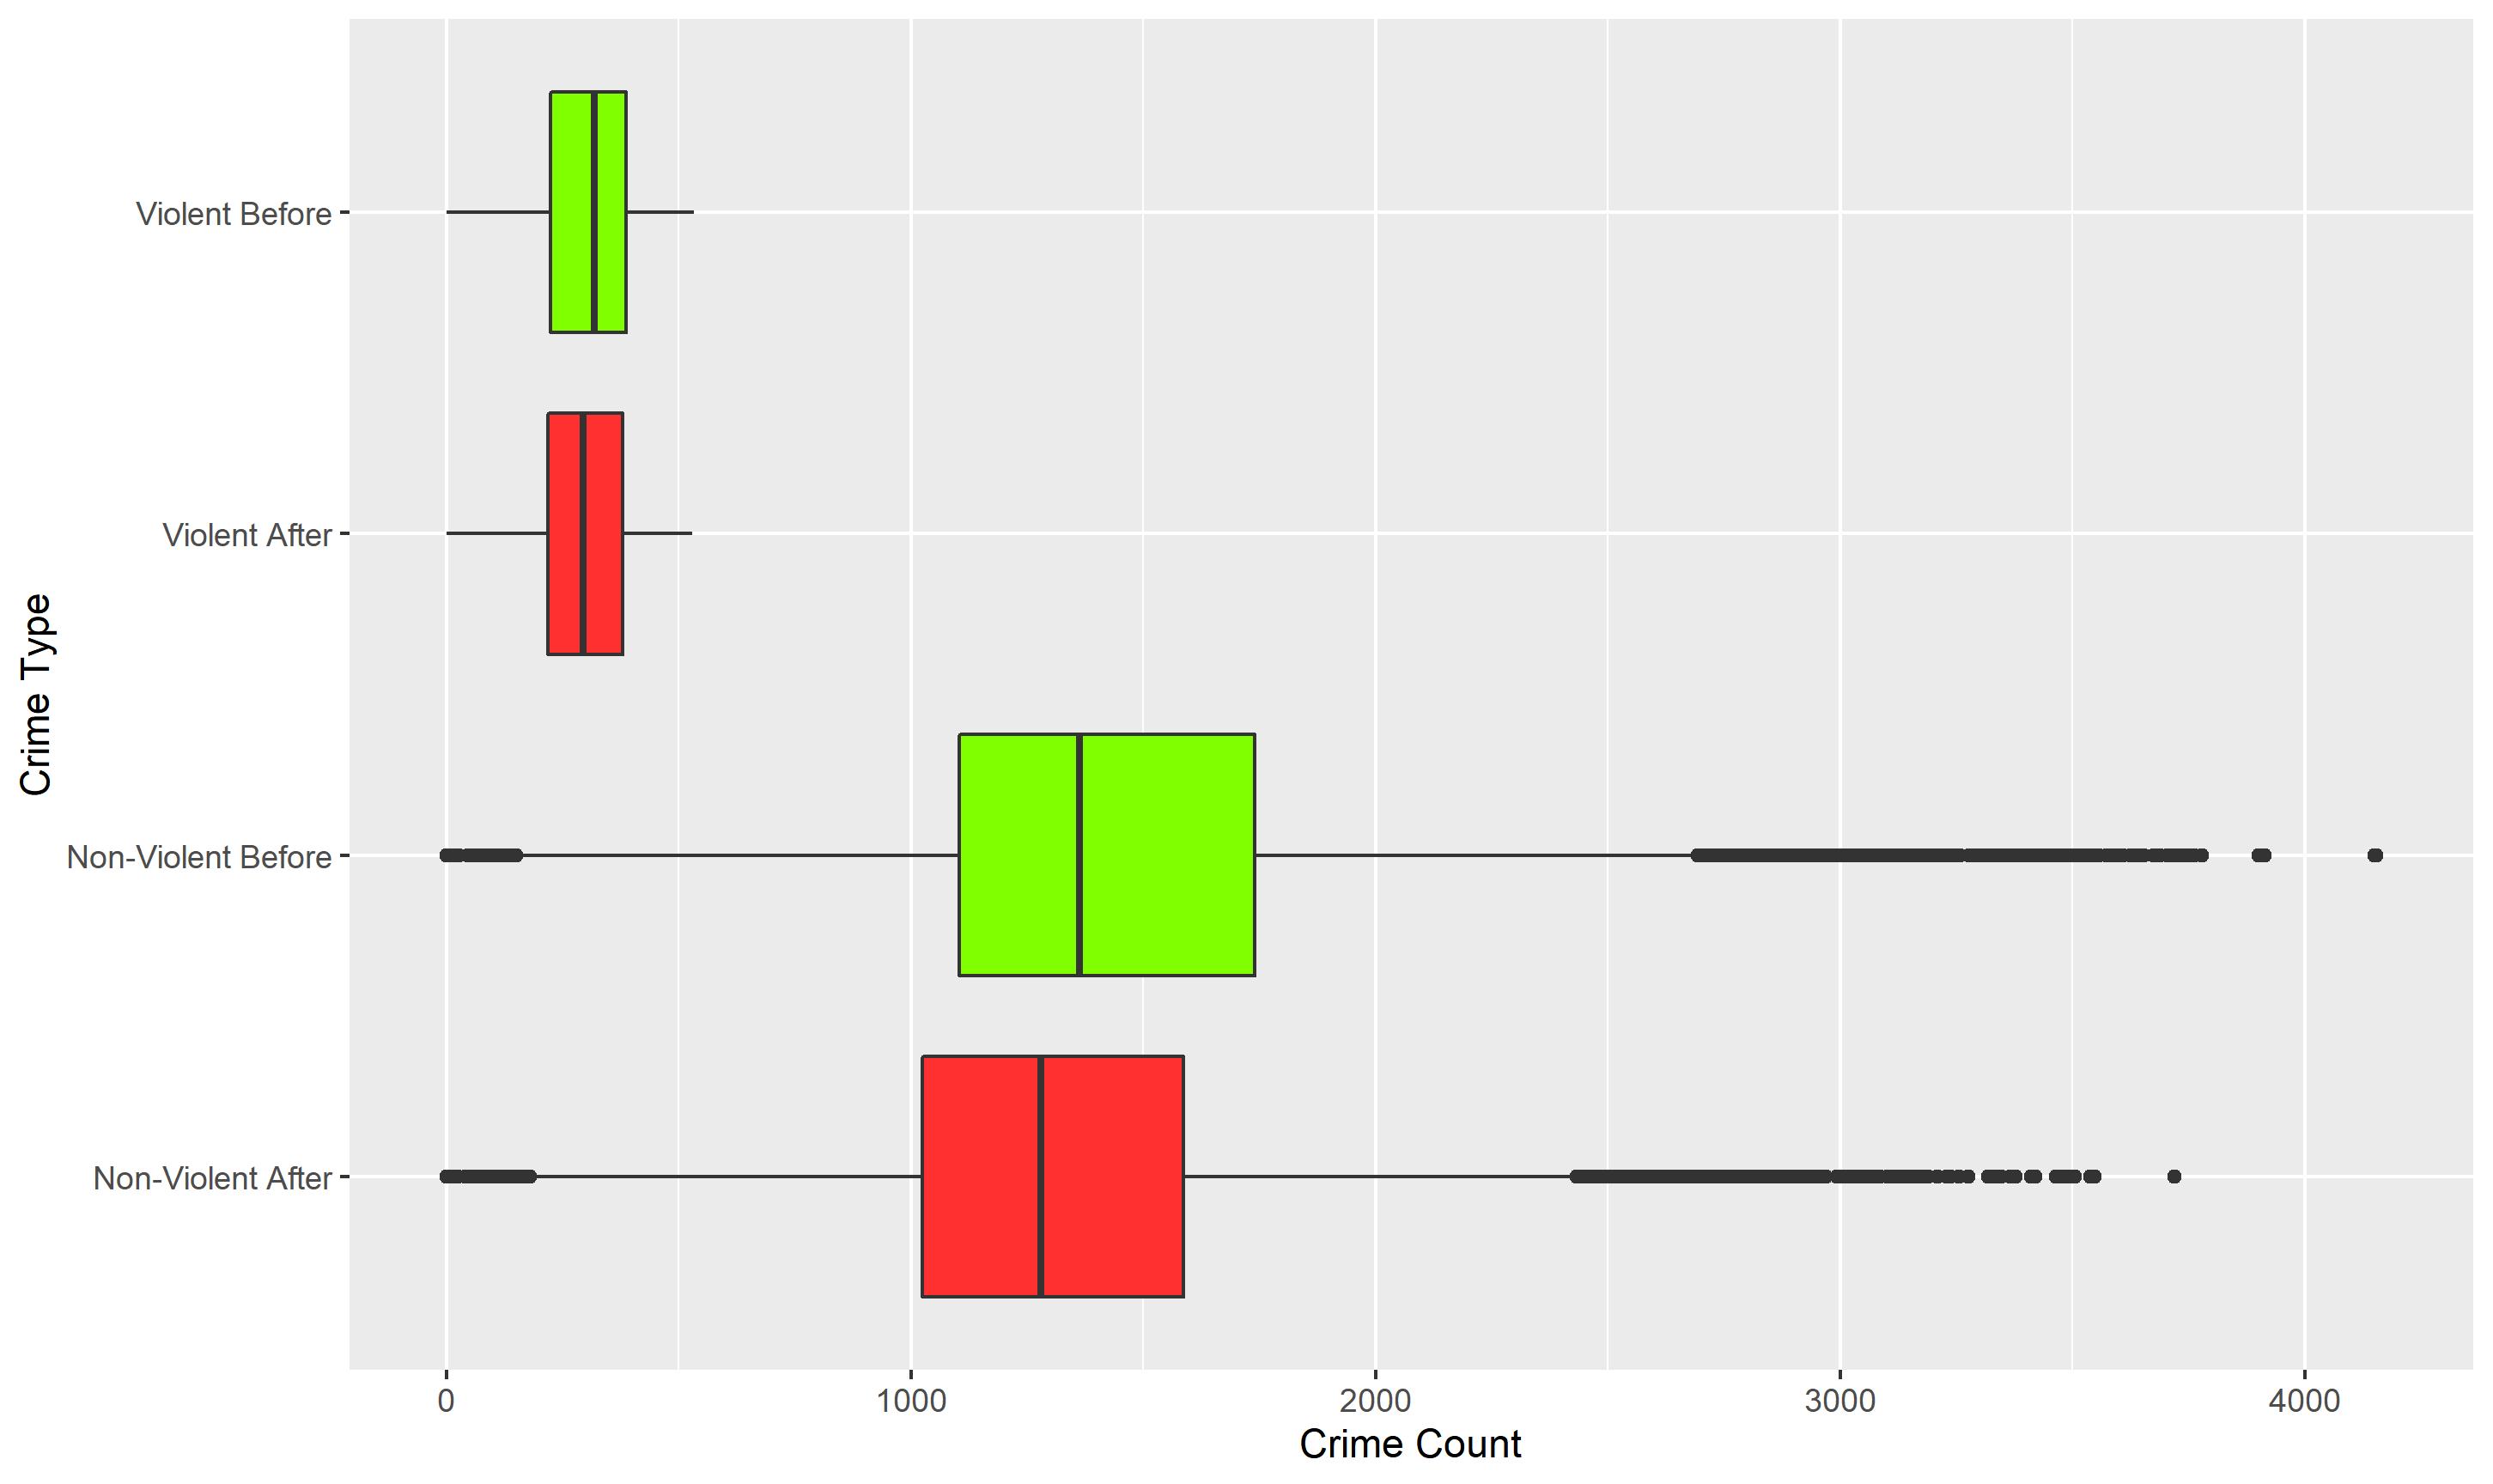 Violent Before
Violent After
Non-Violent Before
Non-Violent After
Crime Type
0 1000 2000 3000 4000
Crime Count